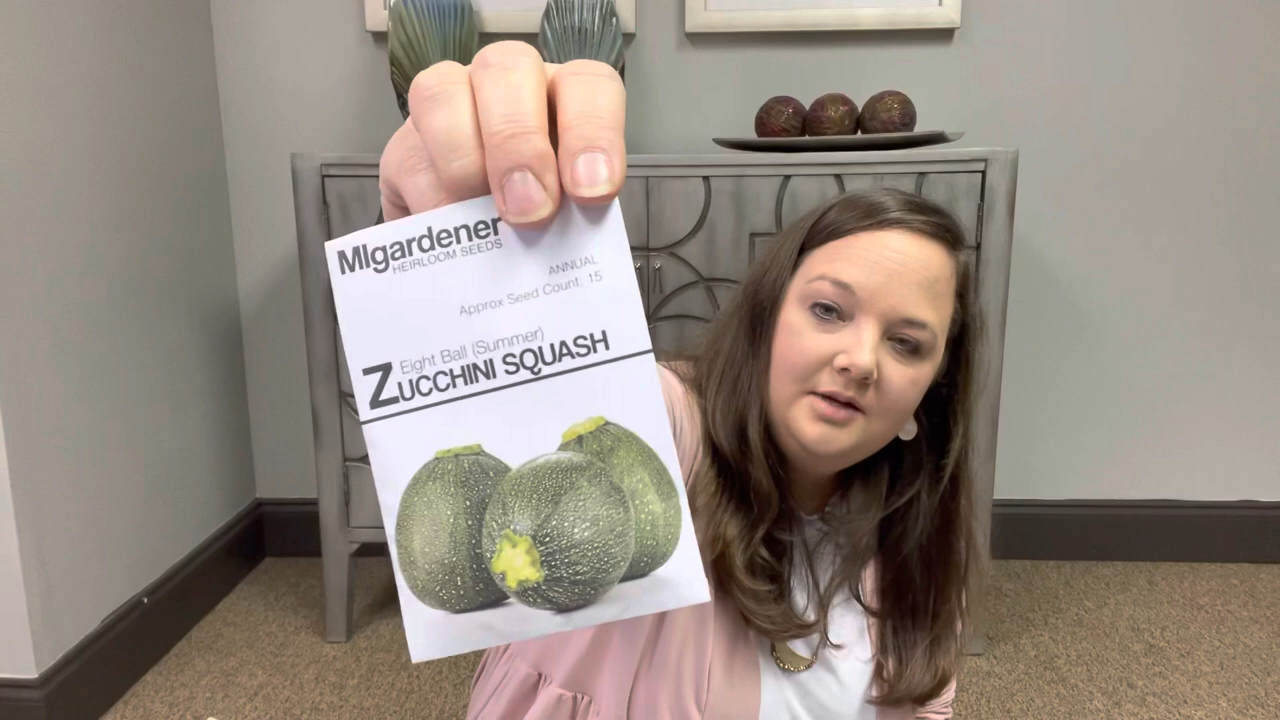 MIgardener
HEIRLOOM SEEDS
ANNUAL
Approx Seed Count: 15
Eight Ball (Summer)
ZUCCHINI SQUASH